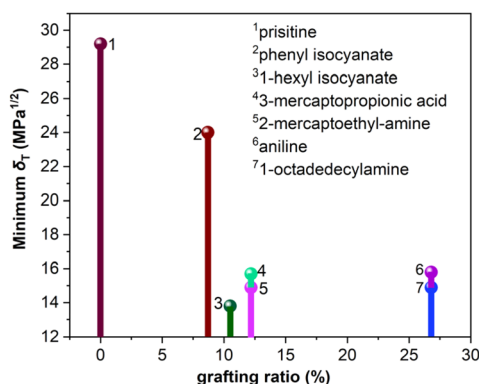 Minimum δT (MPa1/2)
30
28
26
24
22
20
18
16
14
12
1
2
3
4
5
6
7
1prisitine
2phenyl isocyanate
31-hexyl isocyanate
43-mercaptopropionic acid
52-mercaptoethyl-amine
6aniline
71-octadedecylamine
0
5
10
15
20
25
30
grafting ratio (%)